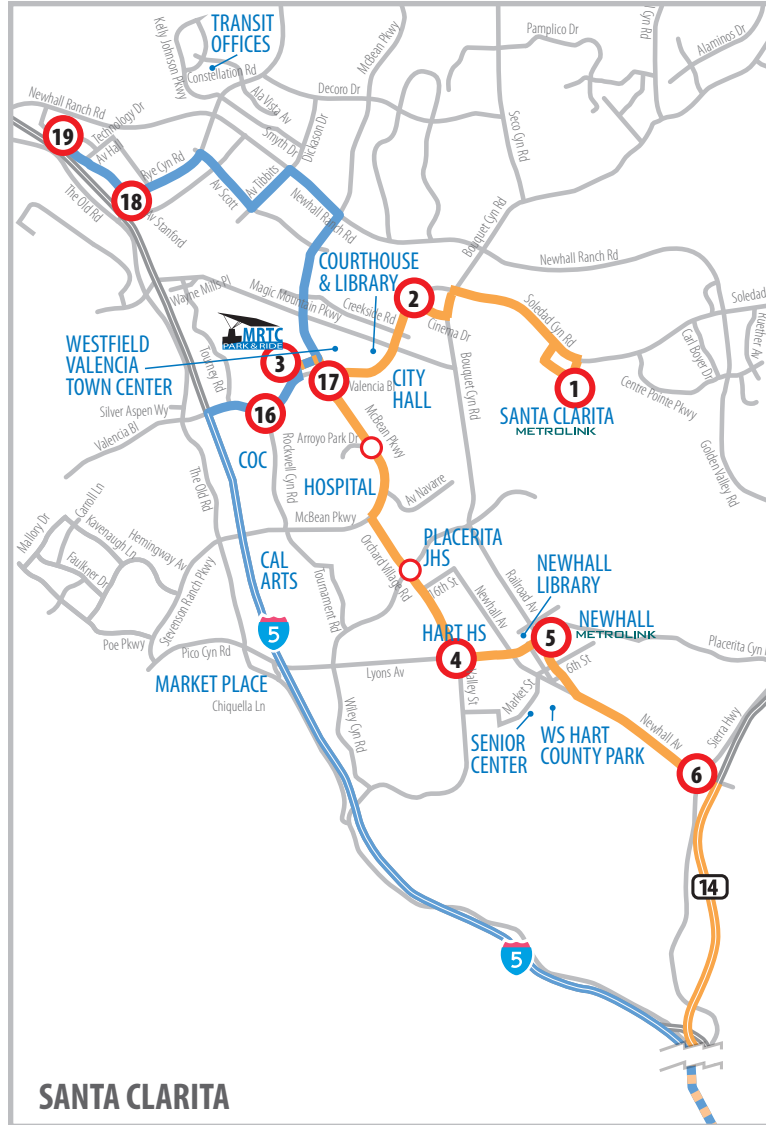 TRANSIT
OFFICES
Kelly Johnson Pkwy
Constellation Rd
McBean Pkwy
Pamplico Dr
Alaminos Dr
Decoro Dr
Ala Vista Av
Seco Cyn Rd
Newhall Ranch Rd
Technology Dr
Smyth Dr
Dickason Dr
19
Av Hall
Rye Cyn Rd
Av Tibbits
18
Av Scott
Av Stanford
The Old Rd
Newhall Ranch Rd
Bouquet Cyn Rd
Newhall Ranch Rd
COURTHOUSE
& LIBRARY
Wayne Mills Pl
Magic Mountain Pkwy
Creekside Rd
2
Cinema Dr
Soledad Cyn Rd
Soledad
Ruether Av
Carl Boyer Dr
MRTC
PARK & RIDE
WESTFIELD
VALENCIA
TOWN CENTER
Tourney Rd
3
17
Valencia Bl
CITY
HALL
Bouquet Cyn Rd
1
Centre Pointe Pkwy
SANTA CLARITA
METROLINK
Silver Aspen Wy
16
Valencia Bl
McBean Pkwy
Arroyo Park Dr
COC
Rockwell Cyn Rd
Golden Valley Rd
The Old Rd
HOSPITAL
Av Navarre
McBean Pkwy
Mallory Dr
Carroll Ln
Kavenaugh Ln
Hemingway Av
Faulkner Dr
Stevenson Ranch Pkwy
CAL
ARTS
Orchard Village Rd
PLACERITA
JHS
16th St
Railroad Av
NEWHALL
LIBRARY
Tournament Rd
Newhall Av
NEWHALL
METROLINK
5
5
HART HS
4
Placerita Cyn
Poe Pkwy
Pico Cyn Rd
Lyons Av
6th St
MARKET PLACE
Chiquella Ln
Valley St
Market St
Wiley Cyn Rd
SENIOR
CENTER
WS HART
COUNTY PARK
Newhall Av
Sierra Hwy
6
14
5
SANTA CLARITA